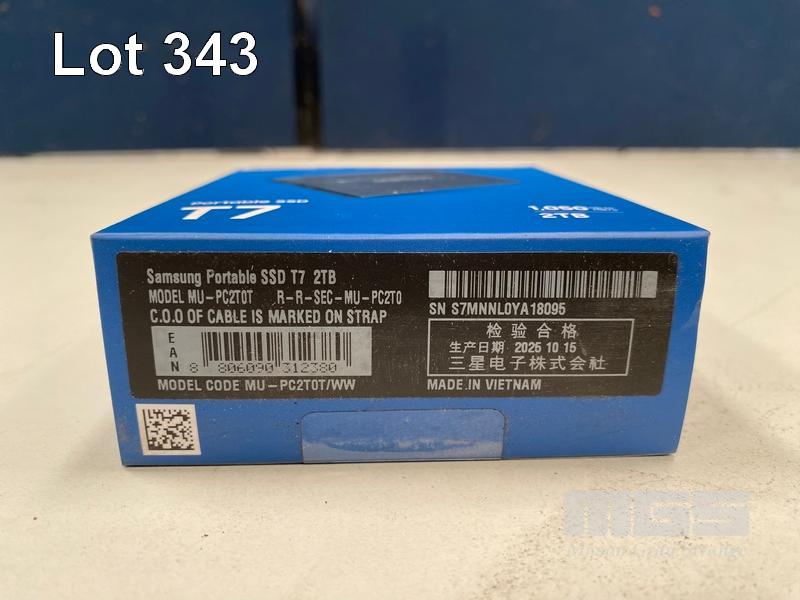 Lot 343
Portable SSD
T7
1,050
2TB
Samsung Portable SSD T7 2TB
MODEL MU-PC2T0T R-R-SEC-MU-PC2T0
C.O.O OF CABLE IS MARKED ON STRAP
EAN
8 806090 312380
MODEL CODE MU-PC2T0T/WW
SN S7MNNL0YA18095
检验合格
生产日期 2025 10 15
三星电子株式会社
MADE IN VIETNAM
MGS
Mason Gray Strange